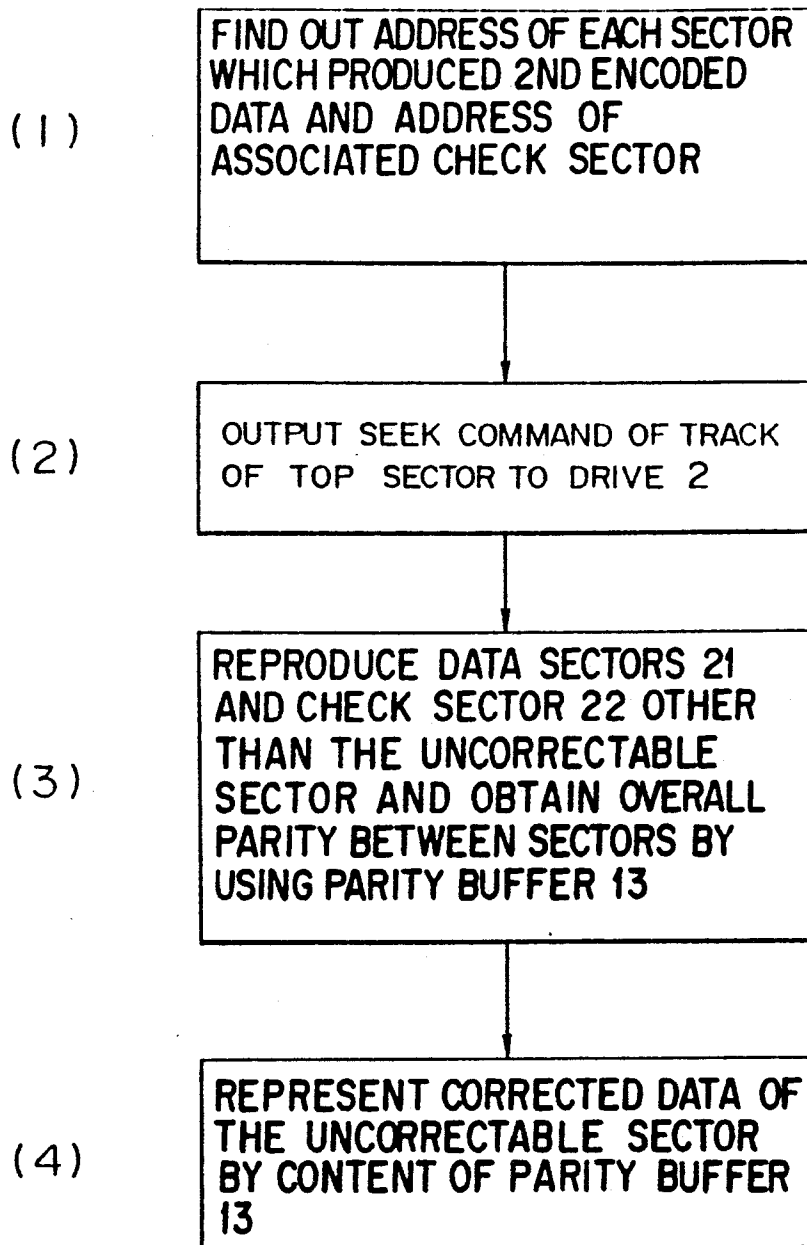 (1)
FIND OUT ADDRESS OF EACH SECTOR
WHICH PRODUCED 2ND ENCODED
DATA AND ADDRESS OF
ASSOCIATED CHECK SECTOR
(2)
OUTPUT SEEK COMMAND OF TRACK
OF TOP SECTOR TO DRIVE 2
(3)
REPRODUCE DATA SECTORS 21
AND CHECK SECTOR 22 OTHER
THAN THE UNCORRECTABLE
SECTOR AND OBTAIN OVERALL
PARITY BETWEEN SECTORS BY
USING PARITY BUFFER 13
(4)
REPRESENT CORRECTED DATA OF
THE UNCORRECTABLE SECTOR
BY CONTENT OF PARITY BUFFER
13